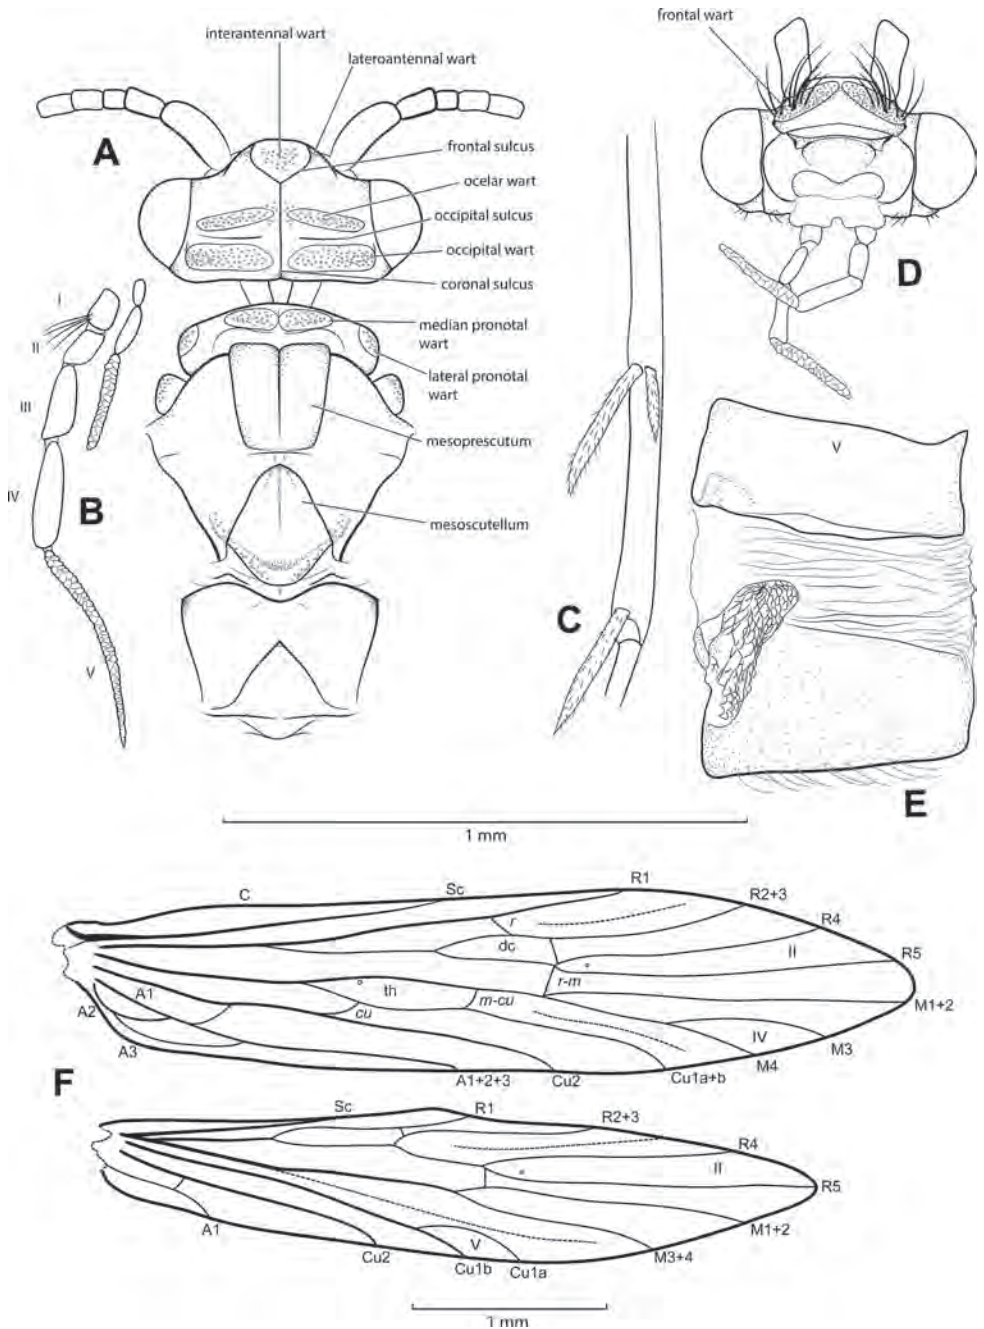 interantennal wart
lateroantennal wart
frontal wart
A
frontal sulcus
ocelar wart
occipital sulcus
occipital wart
coronal sulcus
median pronotal
wart
lateral pronotal
wart
mesoprescutum
mesoscutellum
I
II
III
IV
V
B
C
D
V
E
1 mm
C
Sc
R1
R2+3
R4
R5
r
dc
II
r-m
A1
th
m-cu
cu
A2
A3
IV
M1+2
M3
M4
A1+2+3
Cu2
Cu1a+b
F
Sc
R1
R2+3
R4
II
R5
A1
V
M1+2
M3+4
Cu2
Cu1b
Cu1a
1 mm